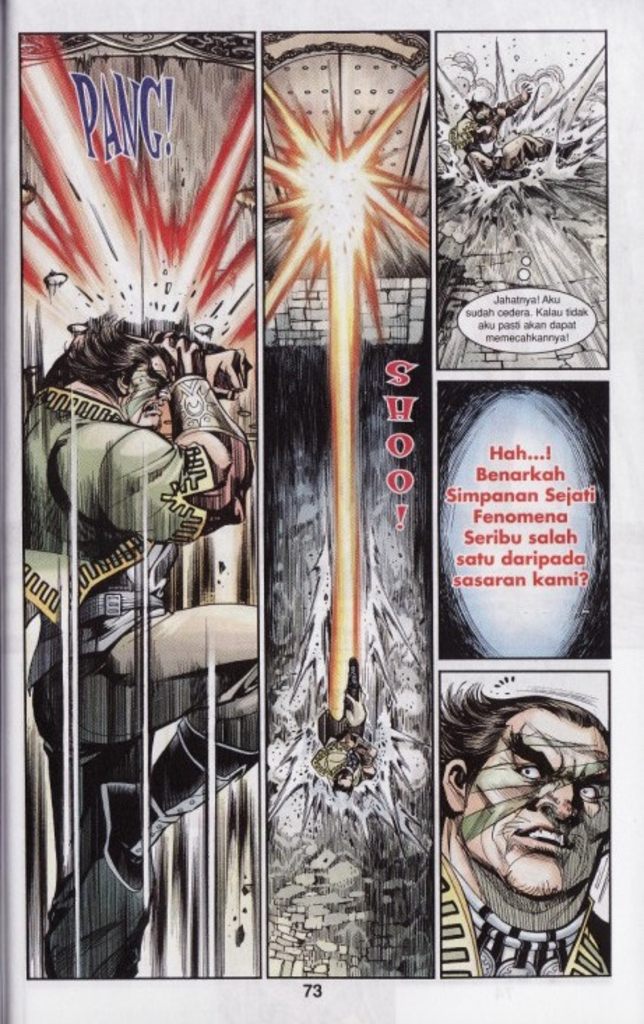 PANG!
SHOO!
Jahatnya! Aku
sudah cedera. Kalau tidak
aku pasti akan dapat
memecahkannya!
Hah...!
Benarkah
Simpanan Sejati
Fenomena
Seribu salah
satu daripada
sasaran kami?
73